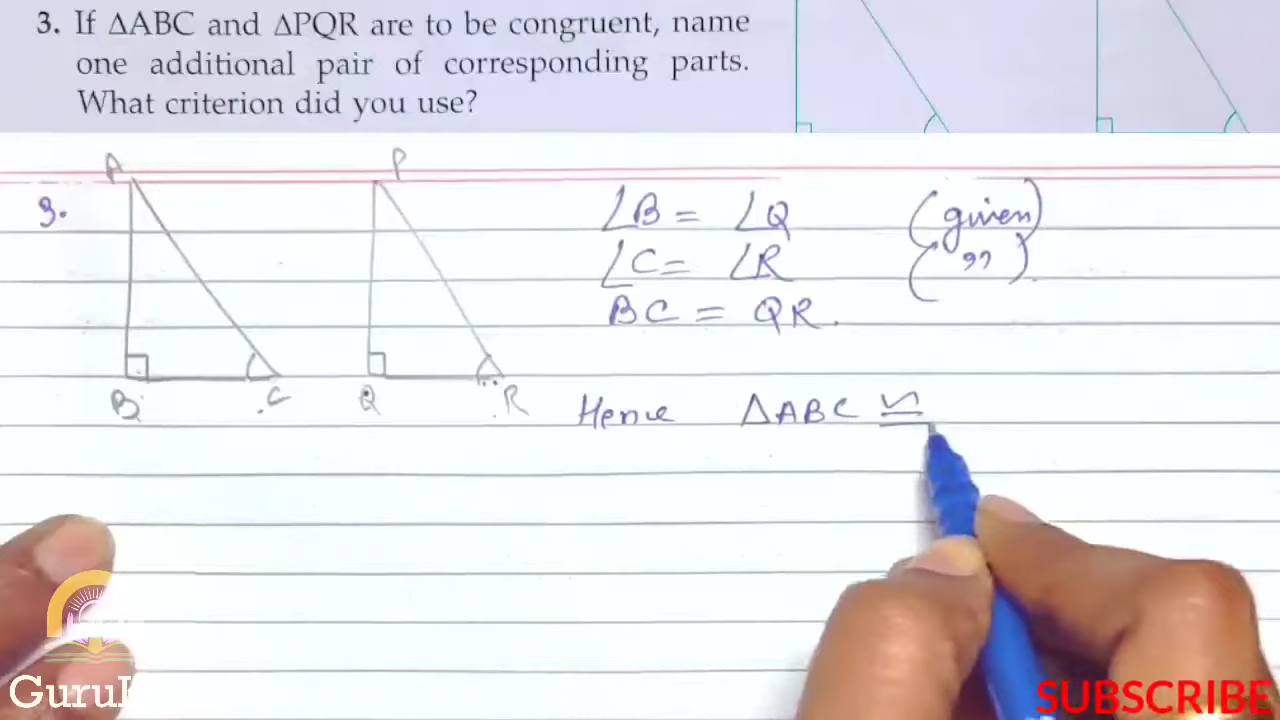 3. If ΔABC and ΔPQR are to be congruent, name
one additional pair of corresponding parts.
What criterion did you use?
3.
A
P
B
C
Q
R
∠B = ∠Q (given)
∠C = ∠R ( ,, )
BC = QR.
Hence ΔABC ≅
SUBSCRIBE